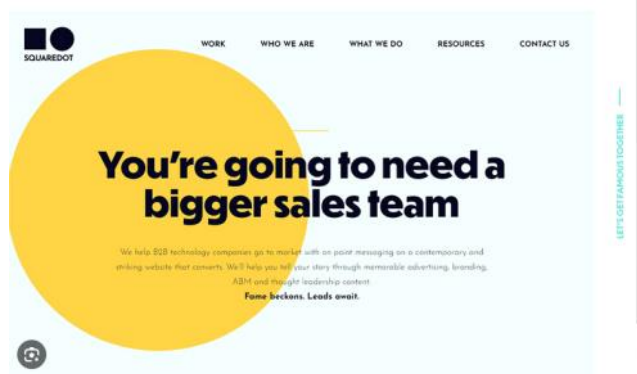 SQUAREDOT
WORK WHO WE ARE WHAT WE DO RESOURCES CONTACT US
You're going to need a
bigger sales team
We help B2B technology companies go to market with on point messaging on a contemporary and
striking website that converts. We'll help you tell your story through memorable advertising, branding,
ABM and thought leadership content.
Fame beckons. Leads await.
LET'S GET FAMOUS TOGETHER